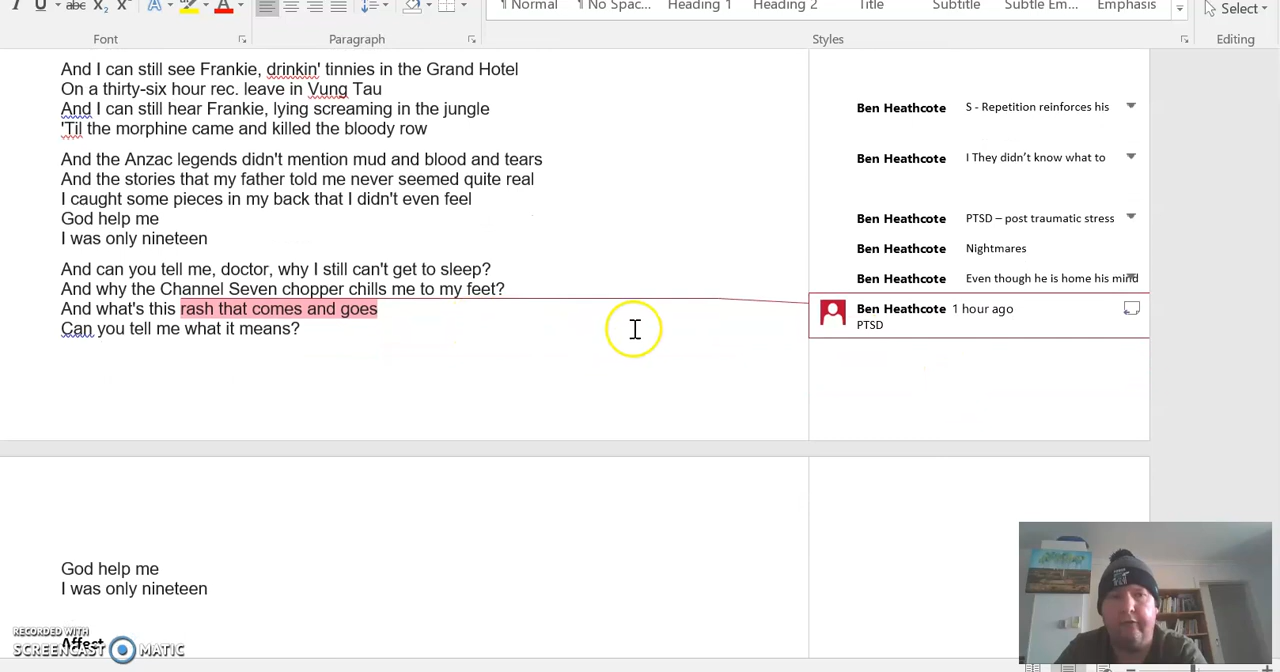 Normal
No Spac...
Heading 1
Heading 2
Title
Subtitle
Subtle Em...
Emphasis
Select
Font
Paragraph
Styles
Editing
And I can still see Frankie, drinkin' tinnies in the Grand Hotel
On a thirty-six hour rec. leave in Vung Tau
And I can still hear Frankie, lying screaming in the jungle
'Til the morphine came and killed the bloody row
And the Anzac legends didn't mention mud and blood and tears
And the stories that my father told me never seemed quite real
I caught some pieces in my back that I didn't even feel
God help me
I was only nineteen
And can you tell me, doctor, why I still can't get to sleep?
And why the Channel Seven chopper chills me to my feet?
And what's this rash that comes and goes
Can you tell me what it means?
Ben Heathcote S - Repetition reinforces his
Ben Heathcote I They didn't know what to
Ben Heathcote PTSD – post traumatic stress
Ben Heathcote Nightmares
Ben Heathcote Even though he is home his mind
Ben Heathcote 1 hour ago
PTSD
God help me
I was only nineteen
Affect
RECORDED WITH
SCREENCAST MATIC